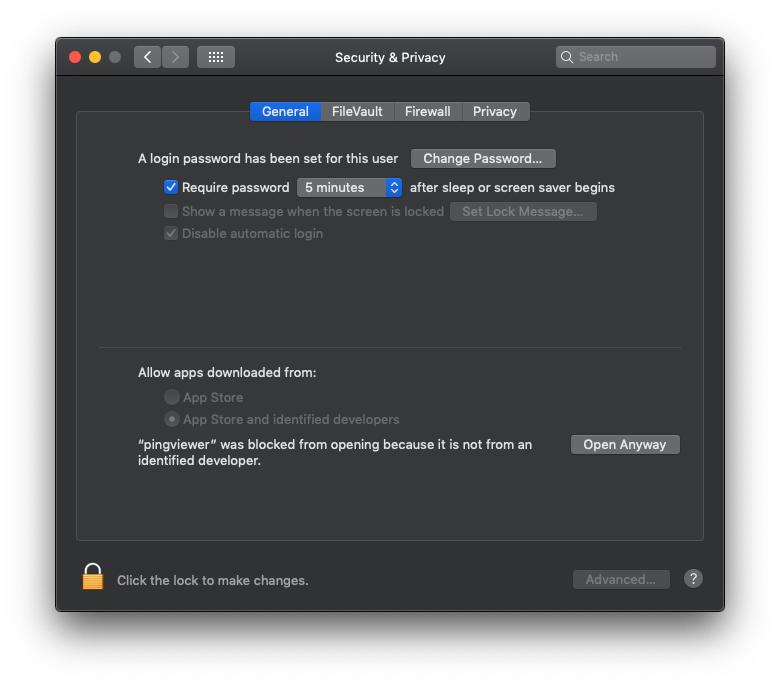 Security & Privacy
Search
General FileVault Firewall Privacy
A login password has been set for this user Change Password...
Require password 5 minutes after sleep or screen saver begins
Show a message when the screen is locked Set Lock Message...
Disable automatic login
Allow apps downloaded from:
App Store
App Store and identified developers
“pingviewer” was blocked from opening because it is not from an
identified developer.
Open Anyway
Click the lock to make changes.
Advanced...
?